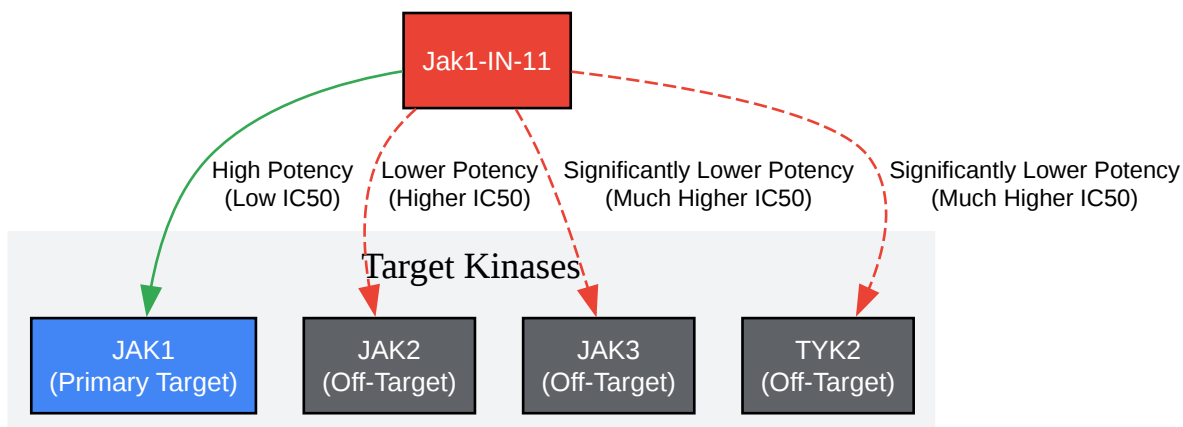 Jak1-IN-11
High Potency
(Low IC50)
Lower Potency
(Higher IC50)
Significantly Lower Potency
(Much Higher IC50)
Significantly Lower Potency
(Much Higher IC50)
Target Kinases
JAK1
(Primary Target)
JAK2
(Off-Target)
JAK3
(Off-Target)
TYK2
(Off-Target)